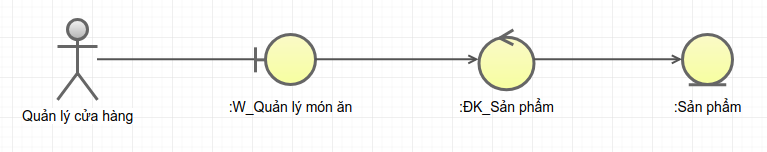 Quản lý cửa hàng
:W_Quản lý món ăn
:ĐK_Sản phẩm
:Sản phẩm